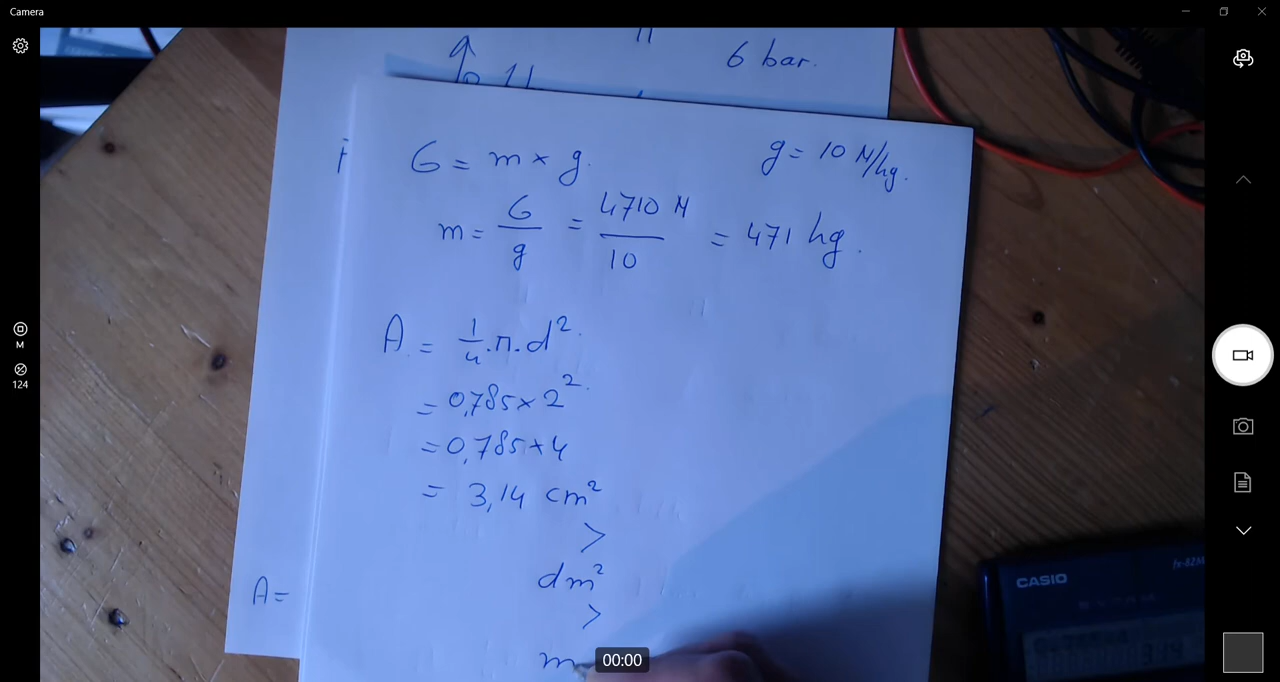 Camera
6 bar.
G = m × g.
g = 10 N/kg.
m = G/g = 4710 N/10 = 471 kg.
A = 1/4 . π . d².
= 0,785 × 2².
= 0,785 × 4
= 3,14 cm²
>
dm²
>
m
A =
00:00
M
124
CASIO